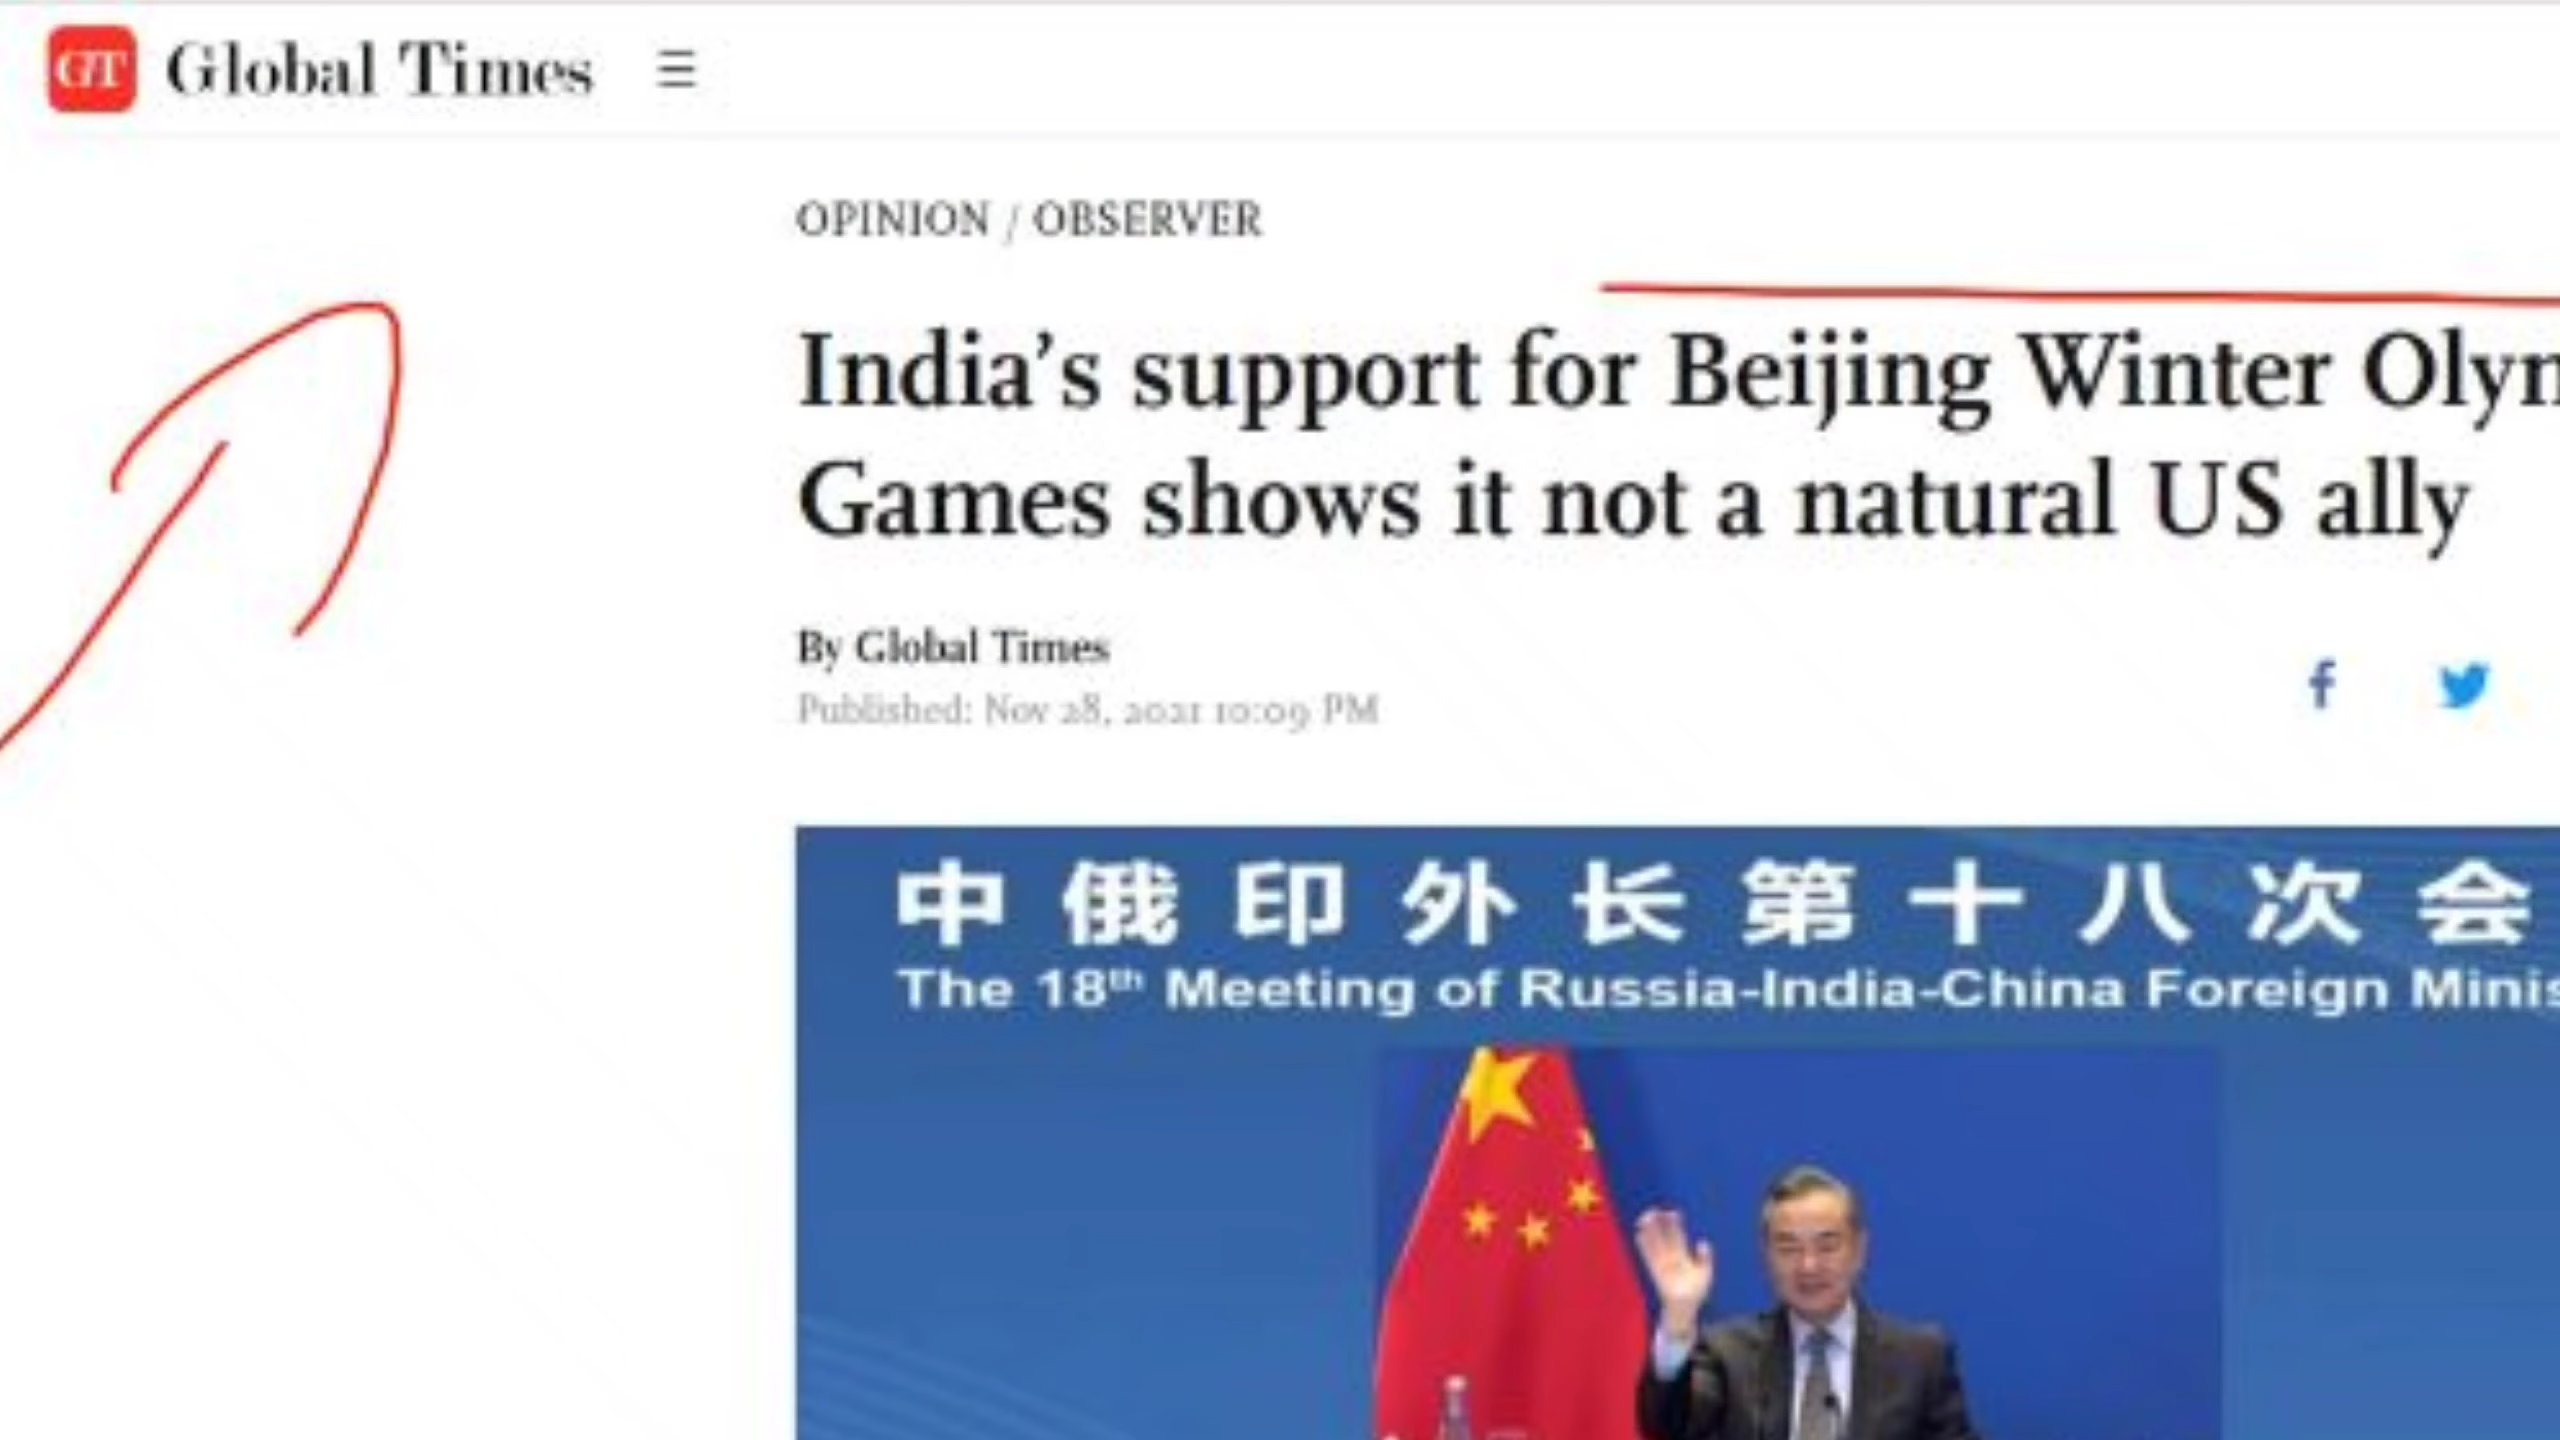 GT Global Times
OPINION / OBSERVER
India's support for Beijing Winter
Games shows it not a natural US ally
By Global Times
Published: Nov 28, 2021 10:09 PM
中俄印外长第十八次会
The 18th Meeting of Russia-India-China Foreign